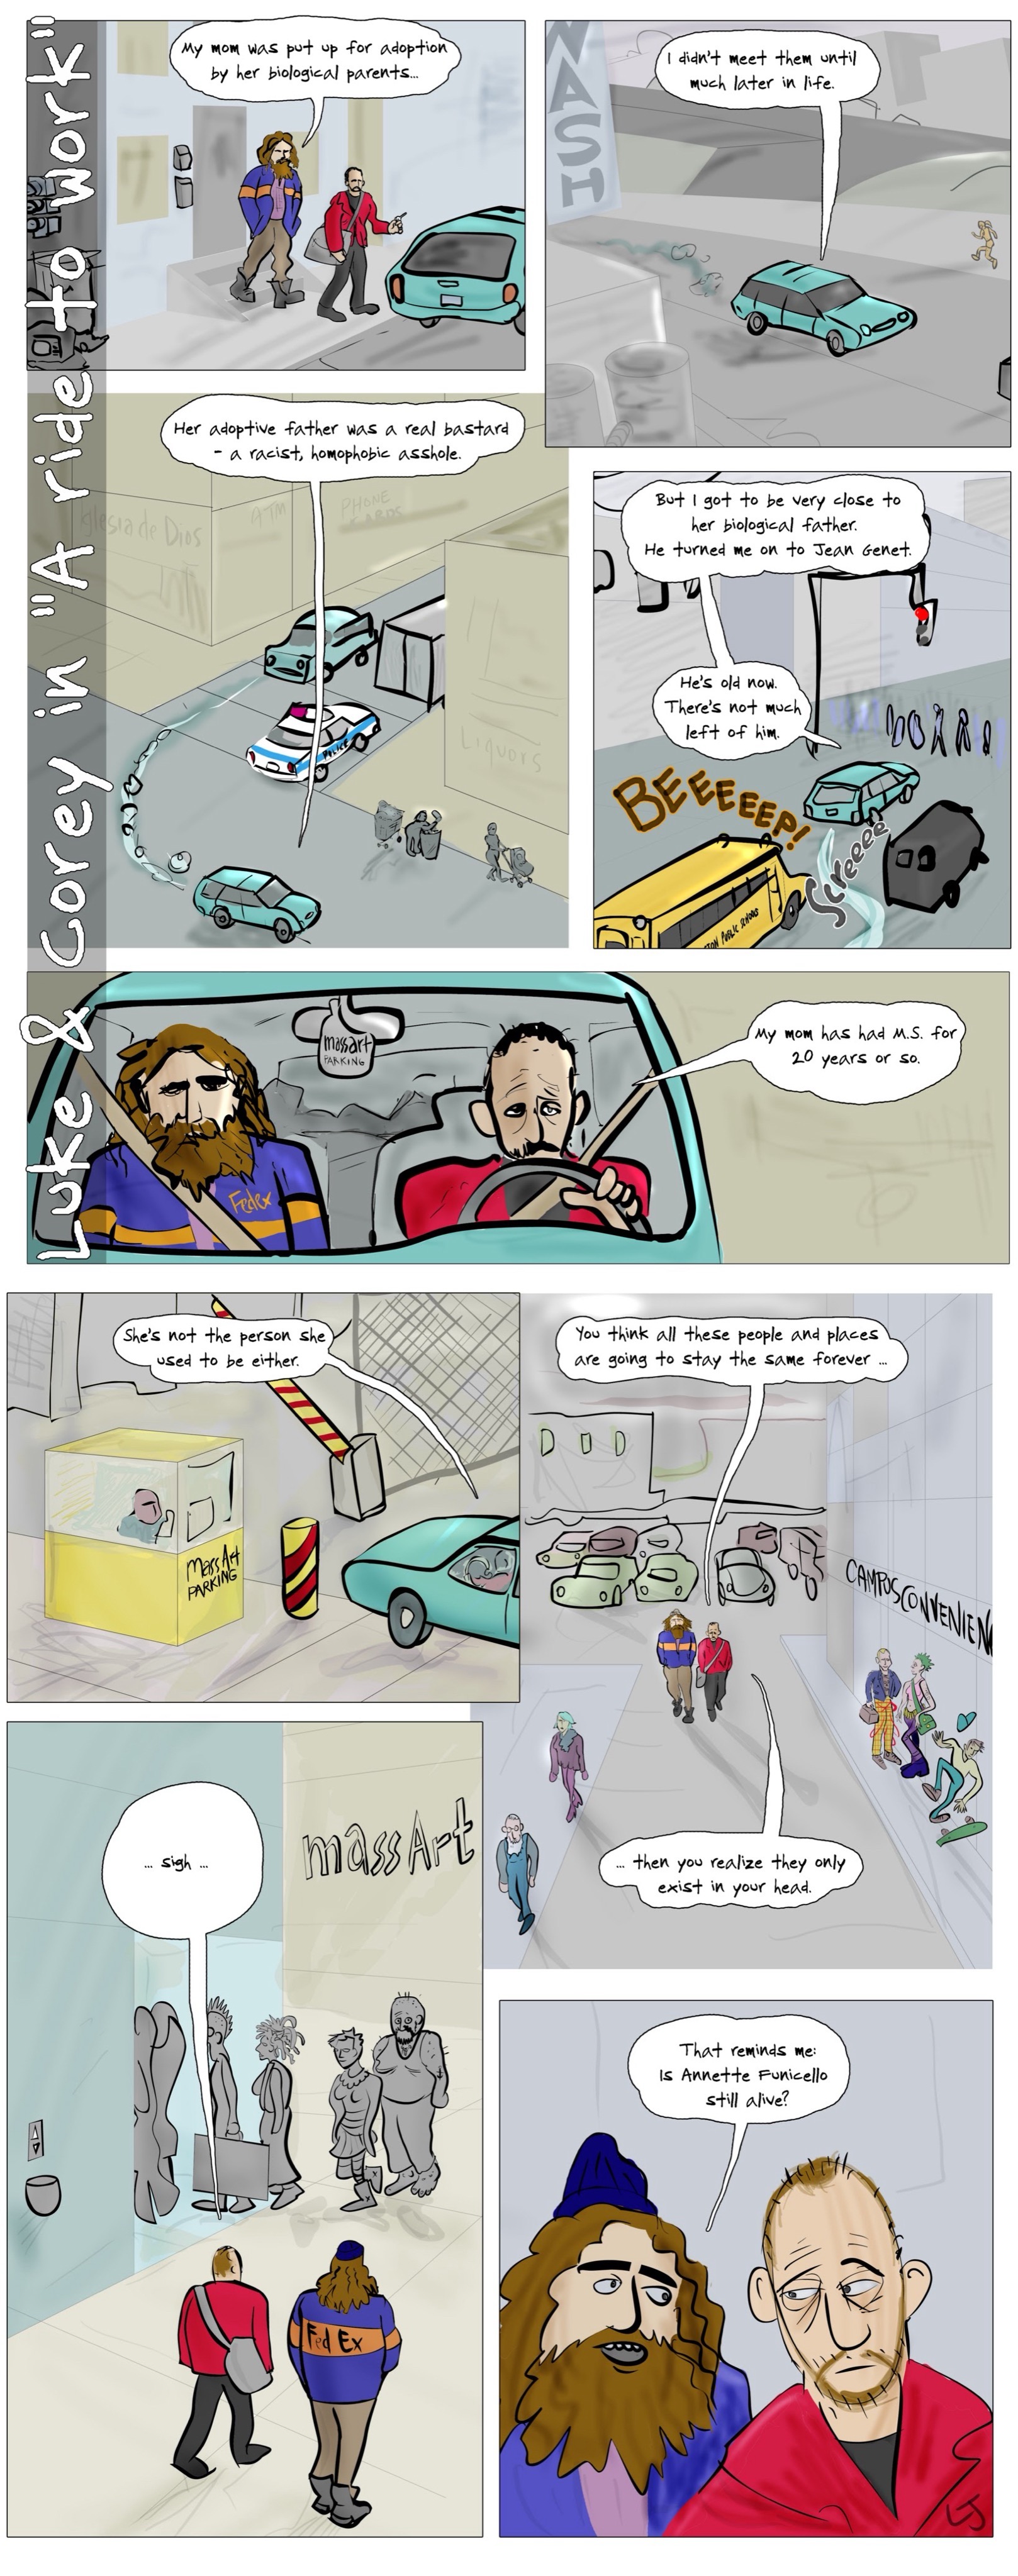 Luke & Corey in "A ride to work"
My mom was put up for adoption
by her biological parents...
I didn't meet them until
much later in life.
WASH
Her adoptive father was a real bastard
- a racist, homophobic asshole.
Iglesia de Dios
ATM
PHONE
CARDS
POLICE
Liquors
But I got to be very close to
her biological father.
He turned me on to Jean Genet.
He's old now.
There's not much
left of him.
BEEEEEP!
Screeee
TON PUBLIC SCHOOLS
massart
PARKING
FedEx
My mom has had M.S. for
20 years or so.
She's not the person she
used to be either.
MassArt
PARKING
You think all these people and places
are going to stay the same forever ...
CAMPUS CONVENIEN
... then you realize they only
exist in your head.
... sigh ...
massArt
Fed Ex
That reminds me:
Is Annette Funicello
still alive?
LJ